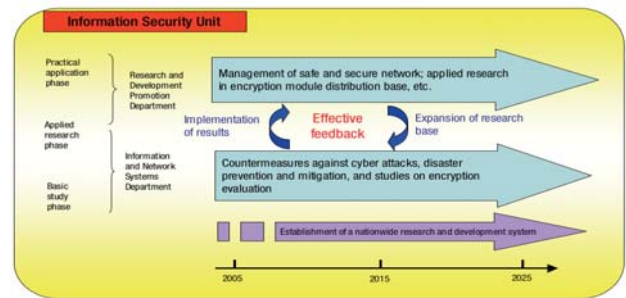 Information Security Unit
Practical
application
phase
Research and
Development
Promotion
Department
Management of safe and secure network; applied research
in encryption module distribution base, etc.
Applied
research
phase
Implementation
of results
Effective
feedback
Expansion of research
base
Information
and Network
Systems
Department
Basic
study
phase
Countermeasures against cyber attacks, disaster
prevention and mitigation, and studies on encryption
evaluation
Establishment of a nationwide research and development system
2005
2015
2025